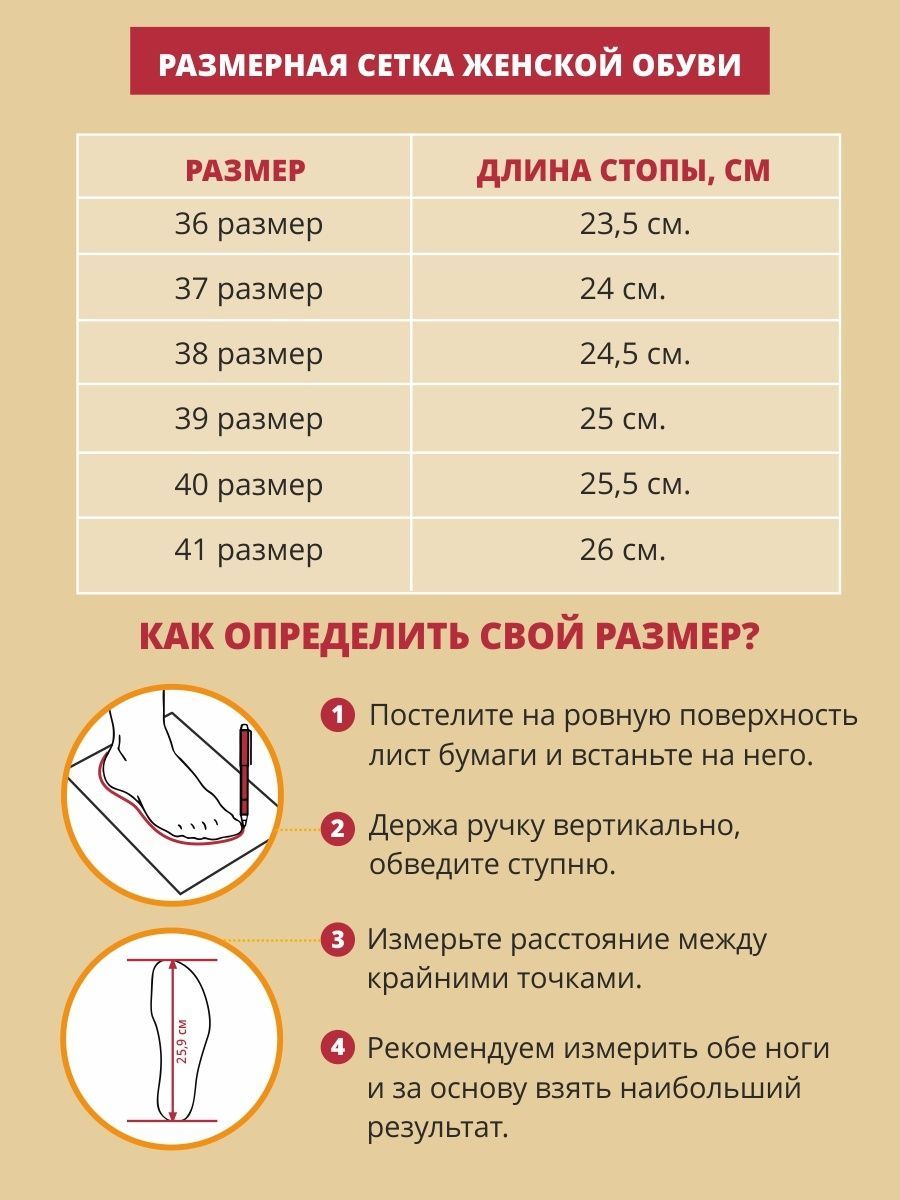 РАЗМЕРНАЯ СЕТКА ЖЕНСКОЙ ОБУВИ
РАЗМЕР ДЛИНА СТОПЫ, СМ
36 размер 23,5 см.
37 размер 24 см.
38 размер 24,5 см.
39 размер 25 см.
40 размер 25,5 см.
41 размер 26 см.
КАК ОПРЕДЕЛИТЬ СВОЙ РАЗМЕР?
1 Постелите на ровную поверхность
лист бумаги и встаньте на него.
2 Держа ручку вертикально,
обведите ступню.
3 Измерьте расстояние между
крайними точками.
25,9 см
4 Рекомендуем измерить обе ноги
и за основу взять наибольший
результат.